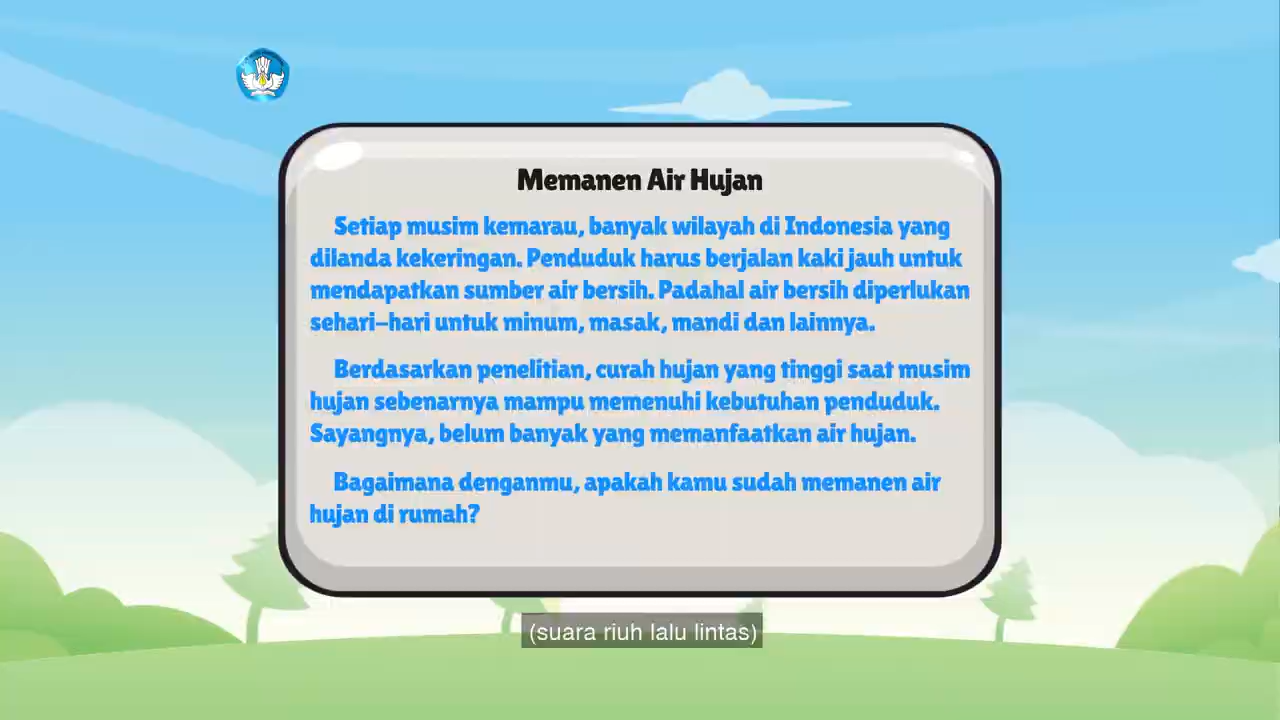 Memanen Air Hujan
Setiap musim kemarau, banyak wilayah di Indonesia yang
dilanda kekeringan. Penduduk harus berjalan kaki jauh untuk
mendapatkan sumber air bersih. Padahal air bersih diperlukan
sehari-hari untuk minum, masak, mandi dan lainnya.
Berdasarkan penelitian, curah hujan yang tinggi saat musim
hujan sebenarnya mampu memenuhi kebutuhan penduduk.
Sayangnya, belum banyak yang memanfaatkan air hujan.
Bagaimana denganmu, apakah kamu sudah memanen air
hujan di rumah?
(suara riuh lalu lintas)